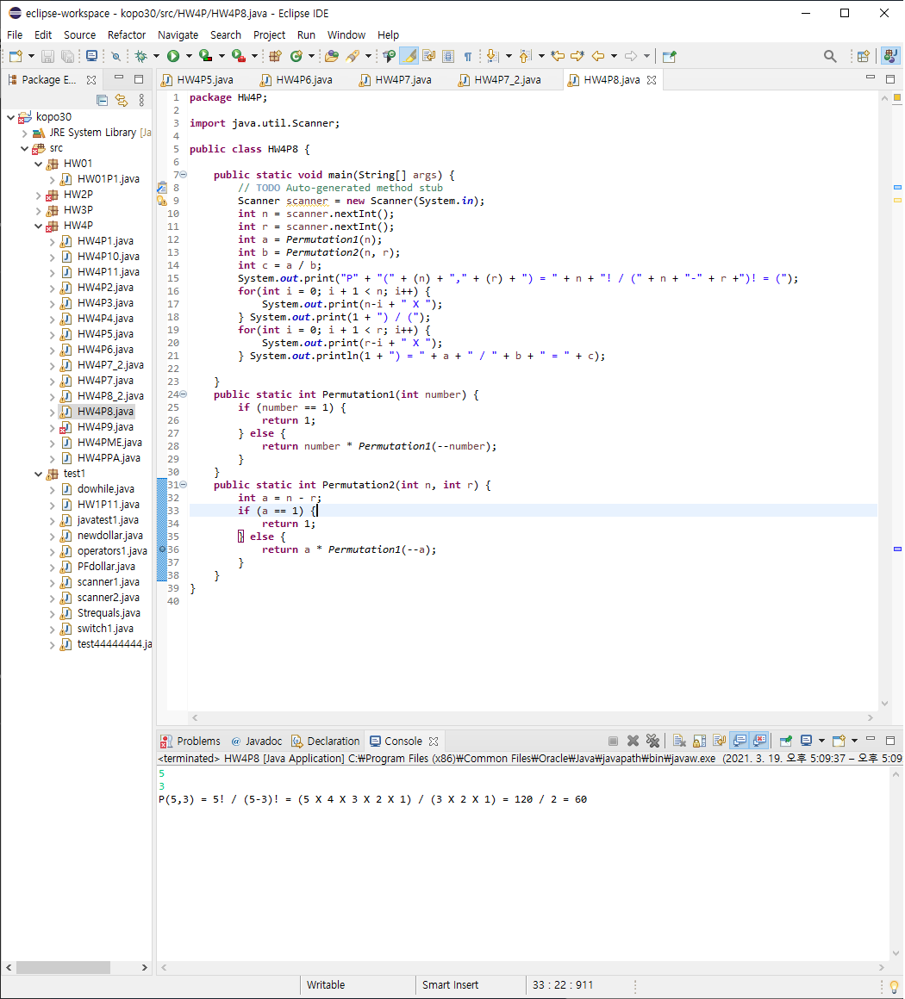 eclipse-workspace - kopo30/src/HW4P/HW4P8.java - Eclipse IDE
File Edit Source Refactor Navigate Search Project Run Window Help
Package E...
HW4P5.java HW4P6.java HW4P7.java HW4P7_2.java HW4P8.java
kopo30
JRE System Library [Ja
src
HW01
HW01P1.java
HW2P
HW3P
HW4P
HW4P1.java
HW4P10.java
HW4P11.java
HW4P2.java
HW4P3.java
HW4P4.java
HW4P5.java
HW4P6.java
HW4P7_2.java
HW4P7.java
HW4P8_2.java
HW4P8.java
HW4P9.java
HW4PME.java
HW4PPA.java
test1
dowhile.java
HW1P11.java
javatest1.java
newdollar.java
operators1.java
PFdollar.java
scanner1.java
scanner2.java
Strequals.java
switch1.java
test44444444.ja
1 package HW4P;
2
3 import java.util.Scanner;
4
5 public class HW4P8 {
6
7 public static void main(String[] args) {
8 // TODO Auto-generated method stub
9 Scanner scanner = new Scanner(System.in);
10 int n = scanner.nextInt();
11 int r = scanner.nextInt();
12 int a = Permutation1(n);
13 int b = Permutation2(n, r);
14 int c = a / b;
15 System.out.print("P" + "(" + (n) + "," + (r) + ") = " + n + "! / (" + n + "-" + r +")! = (");
16 for(int i = 0; i + 1 < n; i++) {
17 System.out.print(n-i + " X ");
18 } System.out.print(1 + ") / (");
19 for(int i = 0; i + 1 < r; i++) {
20 System.out.print(r-i + " X ");
21 } System.out.println(1 + ") = " + a + " / " + b + " = " + c);
22
23 }
24 public static int Permutation1(int number) {
25 if (number == 1) {
26 return 1;
27 } else {
28 return number * Permutation1(--number);
29 }
30 }
31 public static int Permutation2(int n, int r) {
32 int a = n - r;
33 if (a == 1) {
34 return 1;
35 } else {
36 return a * Permutation1(--a);
37 }
38 }
39 }
40
Problems Javadoc Declaration Console
<terminated> HW4P8 [Java Application] C:₩Program Files (x86)₩Common Files₩Oracle₩Java₩javapath₩bin₩javaw.exe (2021. 3. 19. 오후 5:09:37 – 오후 5:09
5
3
P(5,3) = 5! / (5-3)! = (5 X 4 X 3 X 2 X 1) / (3 X 2 X 1) = 120 / 2 = 60
Writable Smart Insert 33 : 22 : 911